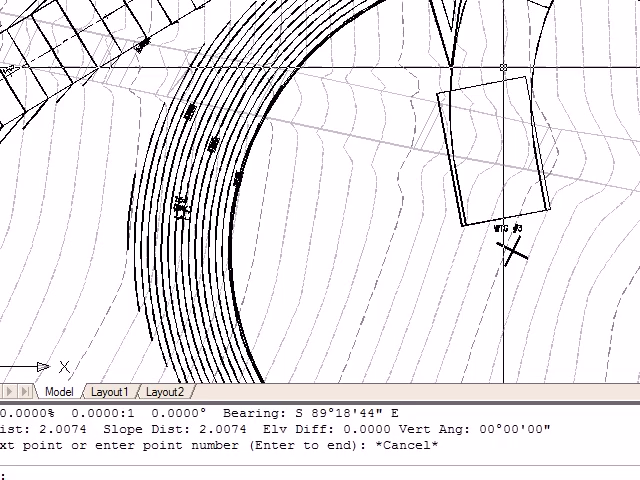 WTG #3
X
Model Layout1 Layout2
0.0000% 0.0000:1 0.0000° Bearing: S 89°18'44" E
ist: 2.0074 Slope Dist: 2.0074 Elv Diff: 0.0000 Vert Ang: 00°00'00"
xt point or enter point number (Enter to end): *Cancel*
: